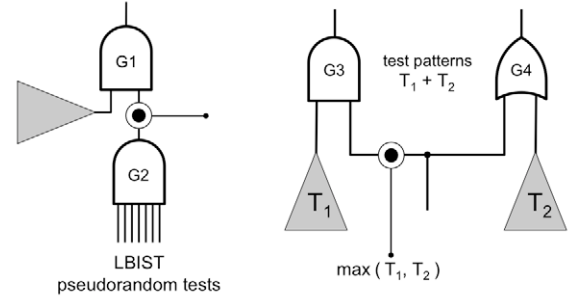 G1
G2
LBIST
pseudorandom tests
G3
test patterns
T₁ + T₂
G4
T₁
T₂
max ( T₁, T₂ )